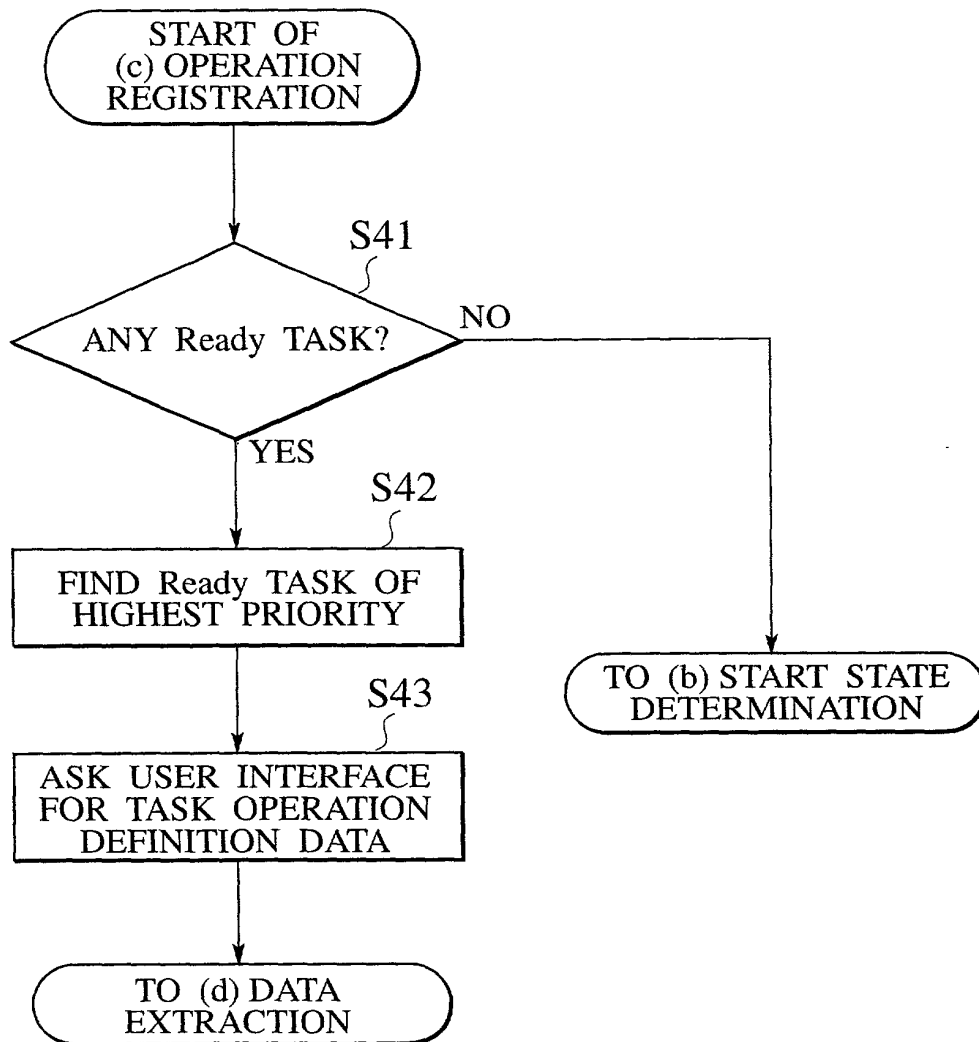 START OF
(c) OPERATION
REGISTRATION
S41
ANY Ready TASK?
NO
YES
S42
FIND Ready TASK OF
HIGHEST PRIORITY
S43
TO (b) START STATE
DETERMINATION
ASK USER INTERFACE
FOR TASK OPERATION
DEFINITION DATA
TO (d) DATA
EXTRACTION